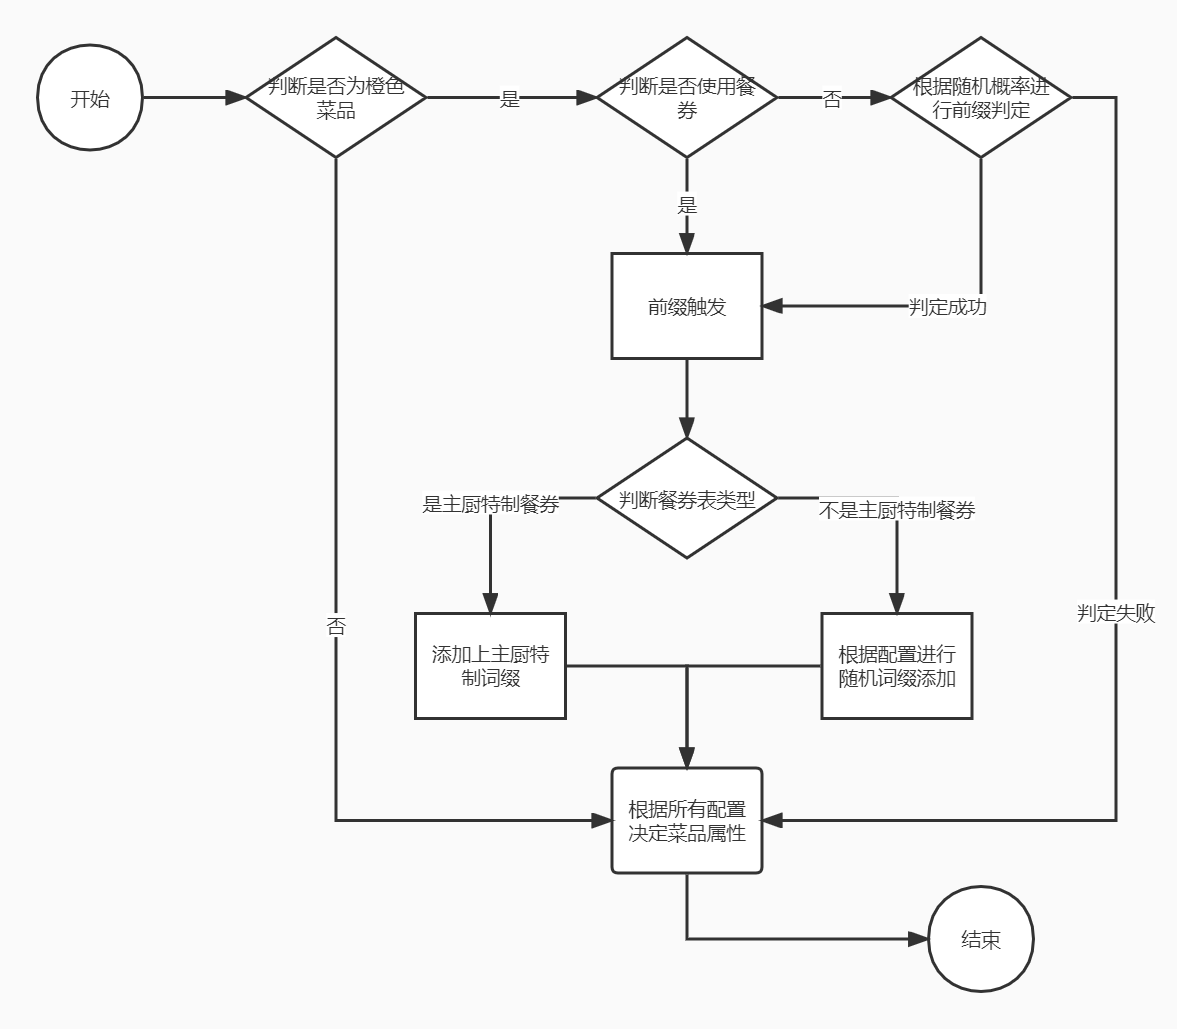 开始
判断是否为橙色
菜品
是
判断是否使用餐
券
否
根据随机概率进
行前缀判定
是
前缀触发
判定成功
是主厨特制餐券
判断餐券表类型
不是主厨特制餐券
否
判定失败
添加上主厨特
制词缀
根据配置进行
随机词缀添加
根据所有配置
决定菜品属性
结束